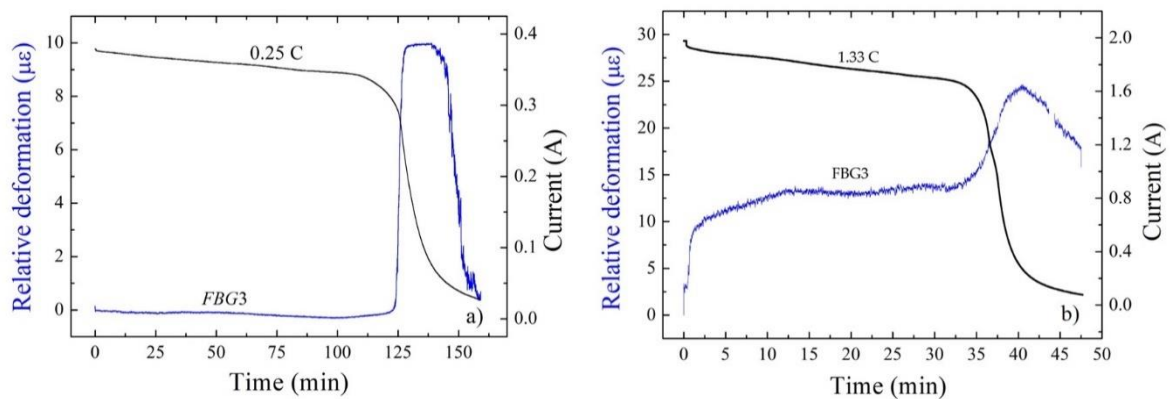 Relative deformation (με)
10
8
6
4
2
0
0.25 C
FBG3
a)
0.4
0.3
0.2
0.1
0.0
Current (A)
0 25 50 75 100 125 150
Time (min)
Relative deformation (με)
30
25
20
15
10
5
0
1.33 C
FBG3
b)
2.0
1.6
1.2
0.8
0.4
0.0
Current (A)
0 5 10 15 20 25 30 35 40 45 50
Time (min)